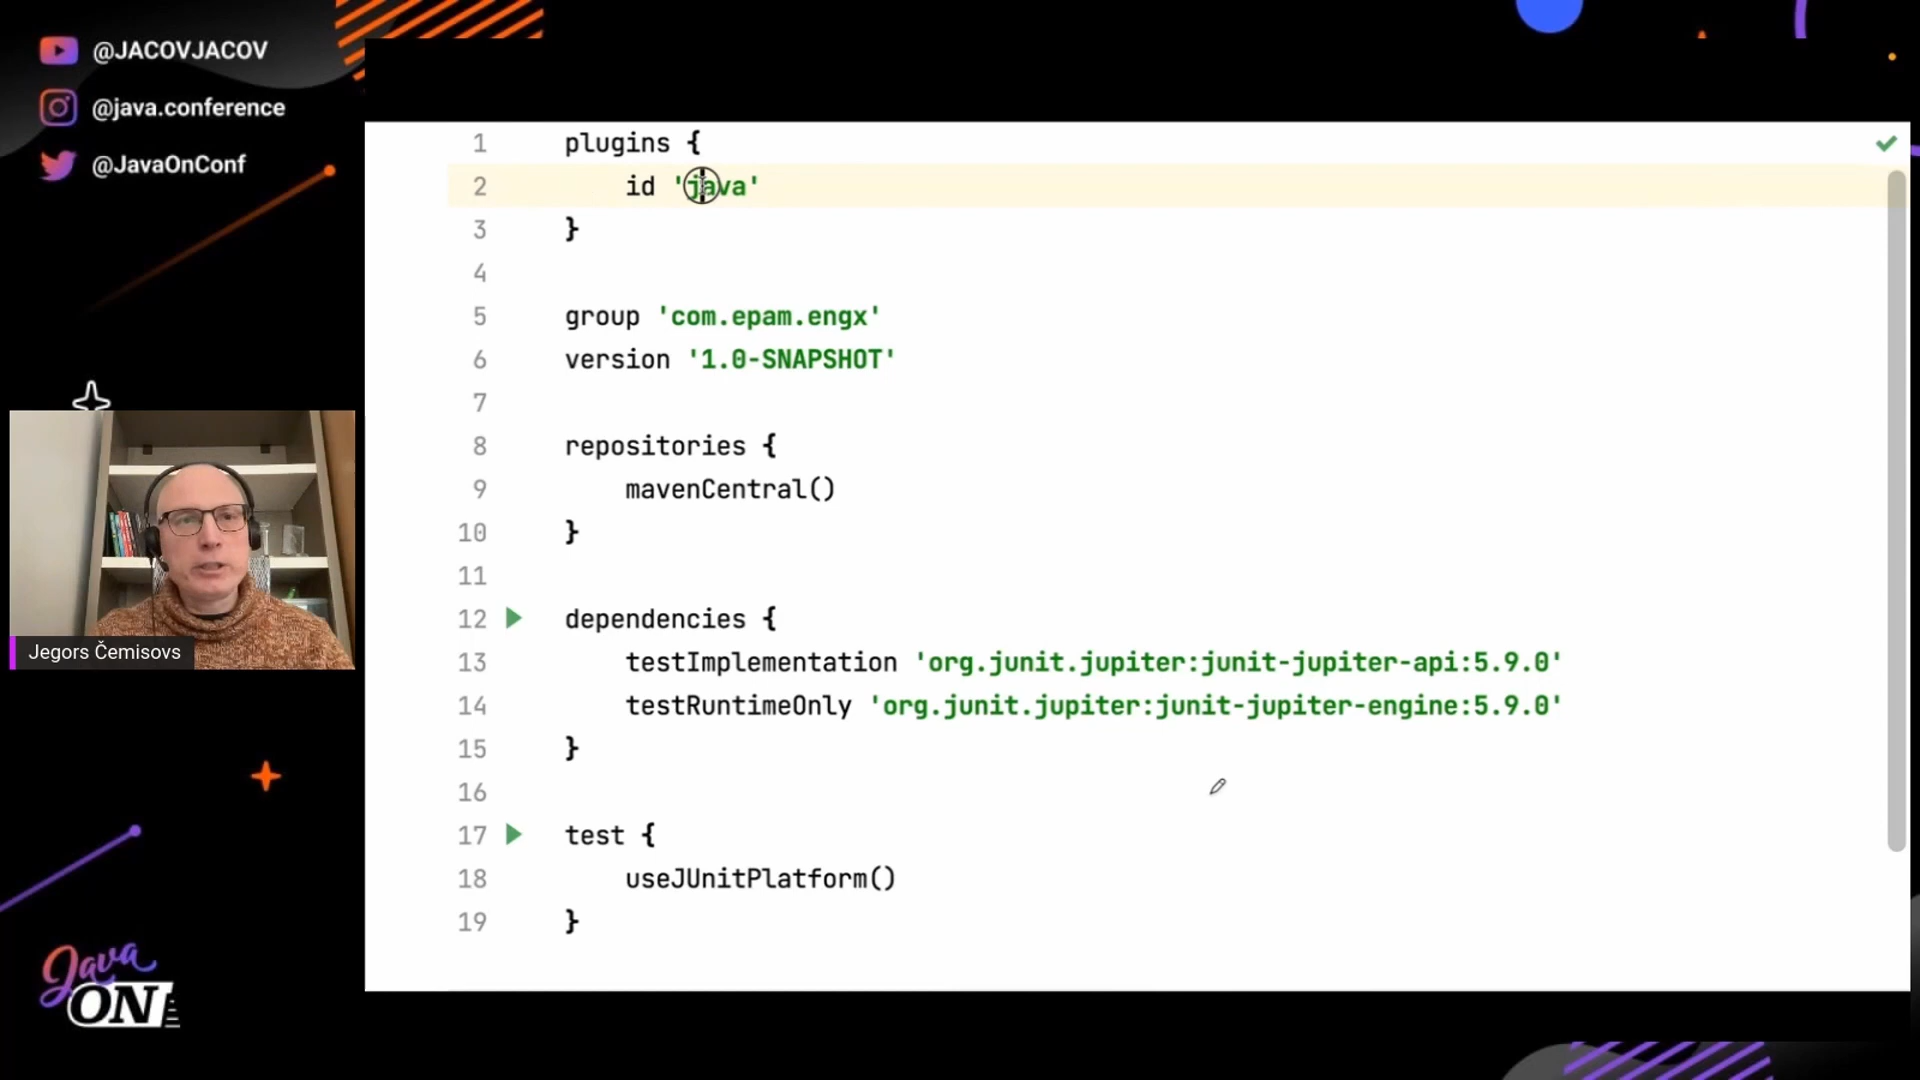 @JACOVJACOV
@java.conference
@JavaOnConf
1 plugins {
2 id 'java'
3 }
4
5 group 'com.epam.engx'
6 version '1.0-SNAPSHOT'
7
8 repositories {
9 mavenCentral()
10 }
11
12 dependencies {
13 testImplementation 'org.junit.jupiter:junit-jupiter-api:5.9.0'
14 testRuntimeOnly 'org.junit.jupiter:junit-jupiter-engine:5.9.0'
15 }
16
17 test {
18 useJUnitPlatform()
19 }
Jegors Čemisovs
Java
ON